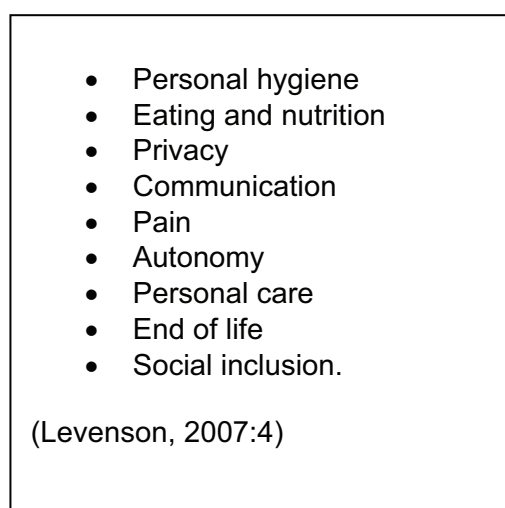 • Personal hygiene
• Eating and nutrition
• Privacy
• Communication
• Pain
• Autonomy
• Personal care
• End of life
• Social inclusion.
(Levenson, 2007:4)